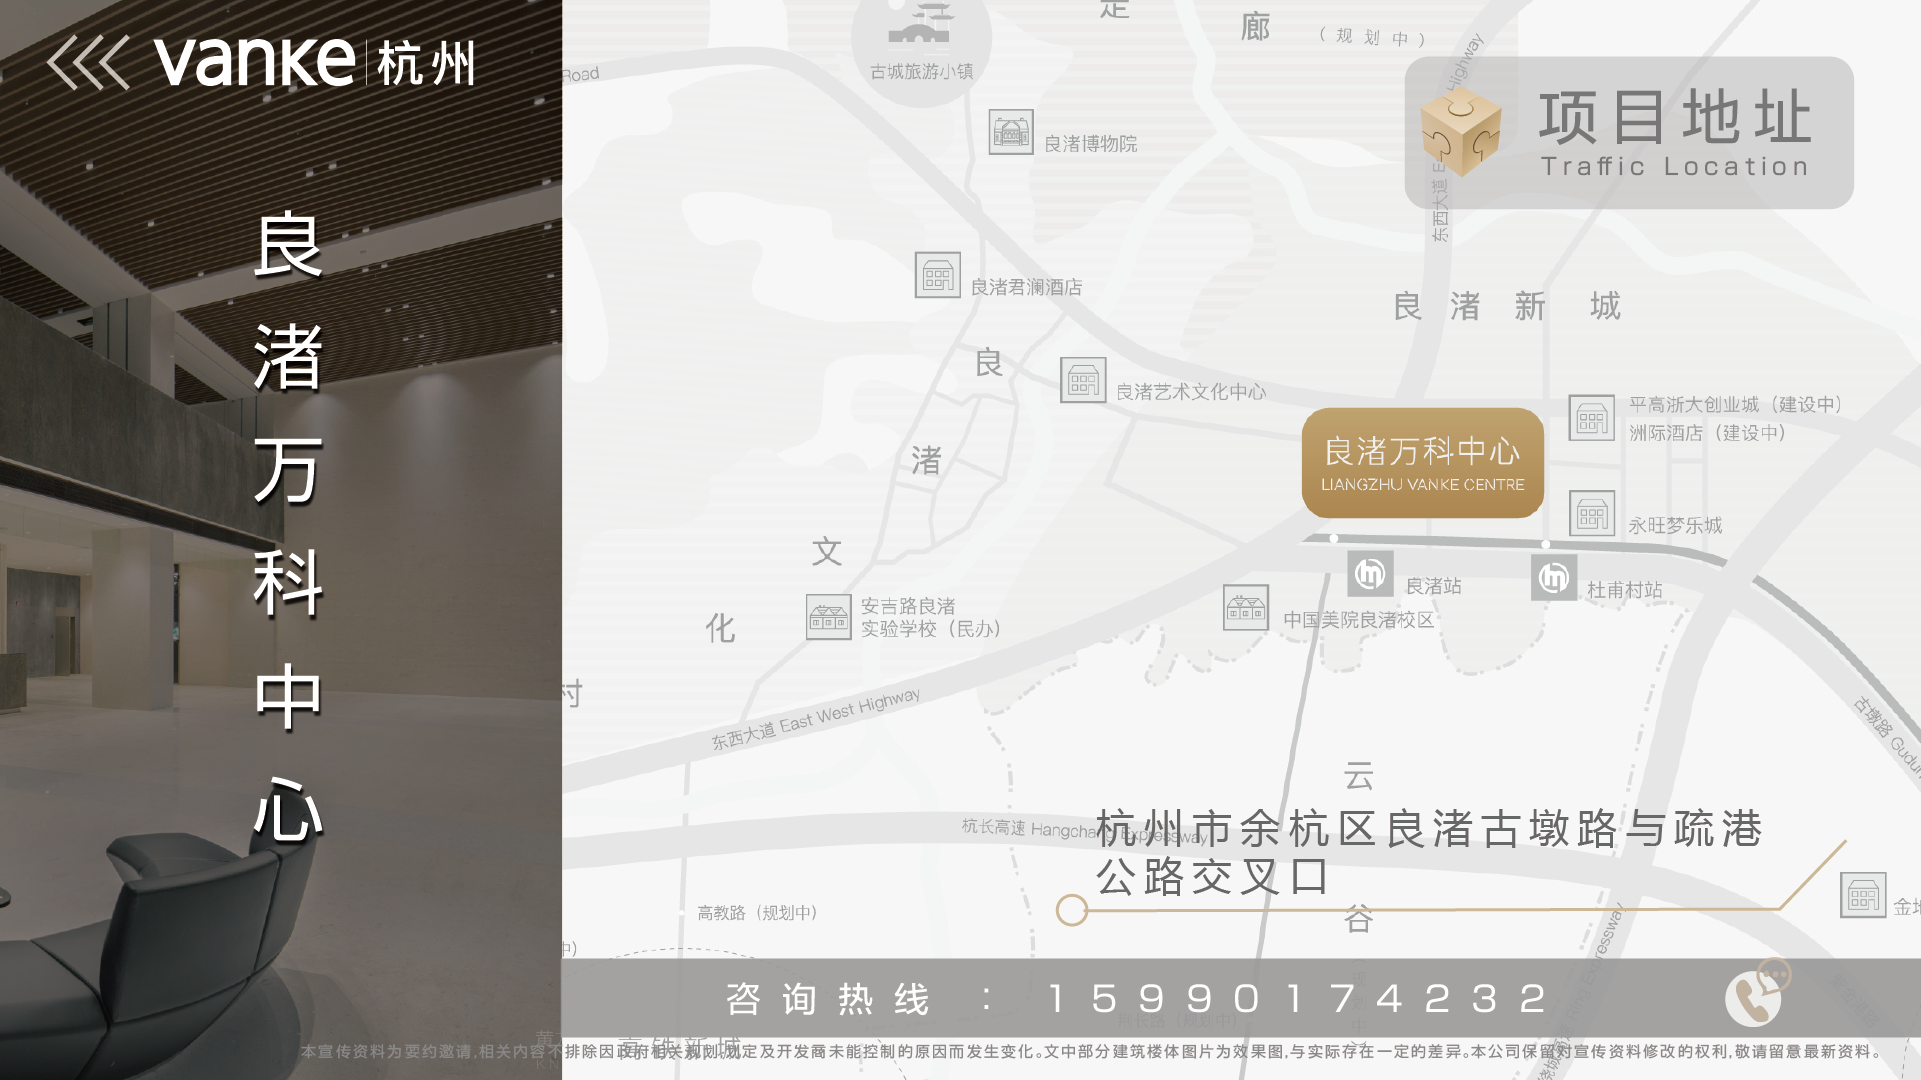 vanke 杭州
良渚万科中心
项目地址
Traffic Location
廊
（规划中）
Road
Highway
古城旅游小镇
良渚博物院
东西大道
良渚君澜酒店
良渚新城
良渚文化村
良渚艺术文化中心
平高浙大创业城（建设中）
洲际酒店（建设中）
良渚万科中心
LIANGZHU VANKE CENTRE
永旺梦乐城
良渚站
杜甫村站
安吉路良渚
实验学校（民办）
中国美院良渚校区
东西大道 East West Highway
古墩路
云谷
杭长高速 Hangchang Expressway
杭州市余杭区良渚古墩路与疏港
公路交叉口
高教路（规划中）
咨询热线 : 15990174232
高铁新城
本宣传资料为要约邀请,相关内容不排除因政府相关规划,规定及开发商未能控制的原因而发生变化。文中部分建筑楼体图片为效果图,与实际存在一定的差异。本公司保留对宣传资料修改的权利,敬请留意最新资料。